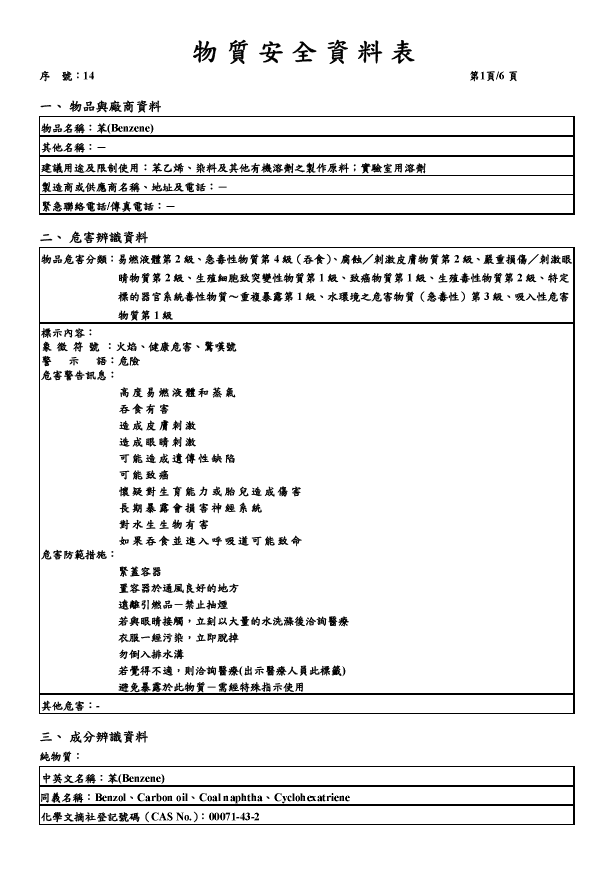 物質安全資料表
序 號：14 第1頁/6 頁
一、 物品與廠商資料
物品名稱：苯(Benzene)
其他名稱：－
建議用途及限制使用：苯乙烯、染料及其他有機溶劑之製作原料；實驗室用溶劑
製造商或供應商名稱、地址及電話：－
緊急聯絡電話/傳真電話：－
二、 危害辨識資料
物品危害分類：易燃液體第 2 級、急毒性物質第 4 級（吞食）、腐蝕／刺激皮膚物質第 2 級、嚴重損傷／刺激眼
睛物質第 2 級、生殖細胞致突變性物質第 1 級、致癌物質第 1 級、生殖毒性物質第 2 級、特定
標的器官系統毒性物質～重複暴露第 1 級、水環境之危害物質（急毒性）第 3 級、吸入性危害
物質第 1 級
標示內容：
象 徵 符 號 ：火焰、健康危害、驚嘆號
警 示 語：危險
危害警告訊息：
高度易燃液體和蒸氣
吞食有害
造成皮膚刺激
造成眼睛刺激
可能造成遺傳性缺陷
可能致癌
懷疑對生育能力或胎兒造成傷害
長期暴露會損害神經系統
對水生生物有害
如果吞食並進入呼吸道可能致命
危害防範措施：
緊蓋容器
置容器於通風良好的地方
遠離引燃品－禁止抽煙
若與眼睛接觸，立刻以大量的水洗滌後洽詢醫療
衣服一經污染，立即脫掉
勿倒入排水溝
若覺得不適，則洽詢醫療(出示醫療人員此標籤)
避免暴露於此物質－需經特殊指示使用
其他危害：-
三、 成分辨識資料
純物質：
中英文名稱：苯(Benzene)
同義名稱：Benzol、Carbon oil、Coal naphtha、Cyclohexatriene
化學文摘社登記號碼（CAS No.）：00071-43-2